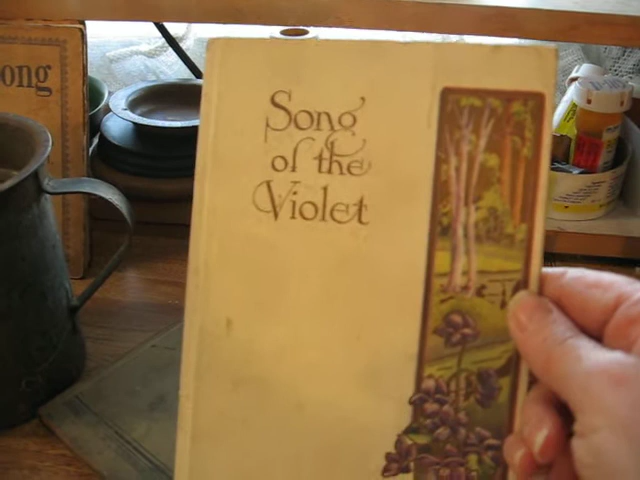 ong
Song
of the
Violet